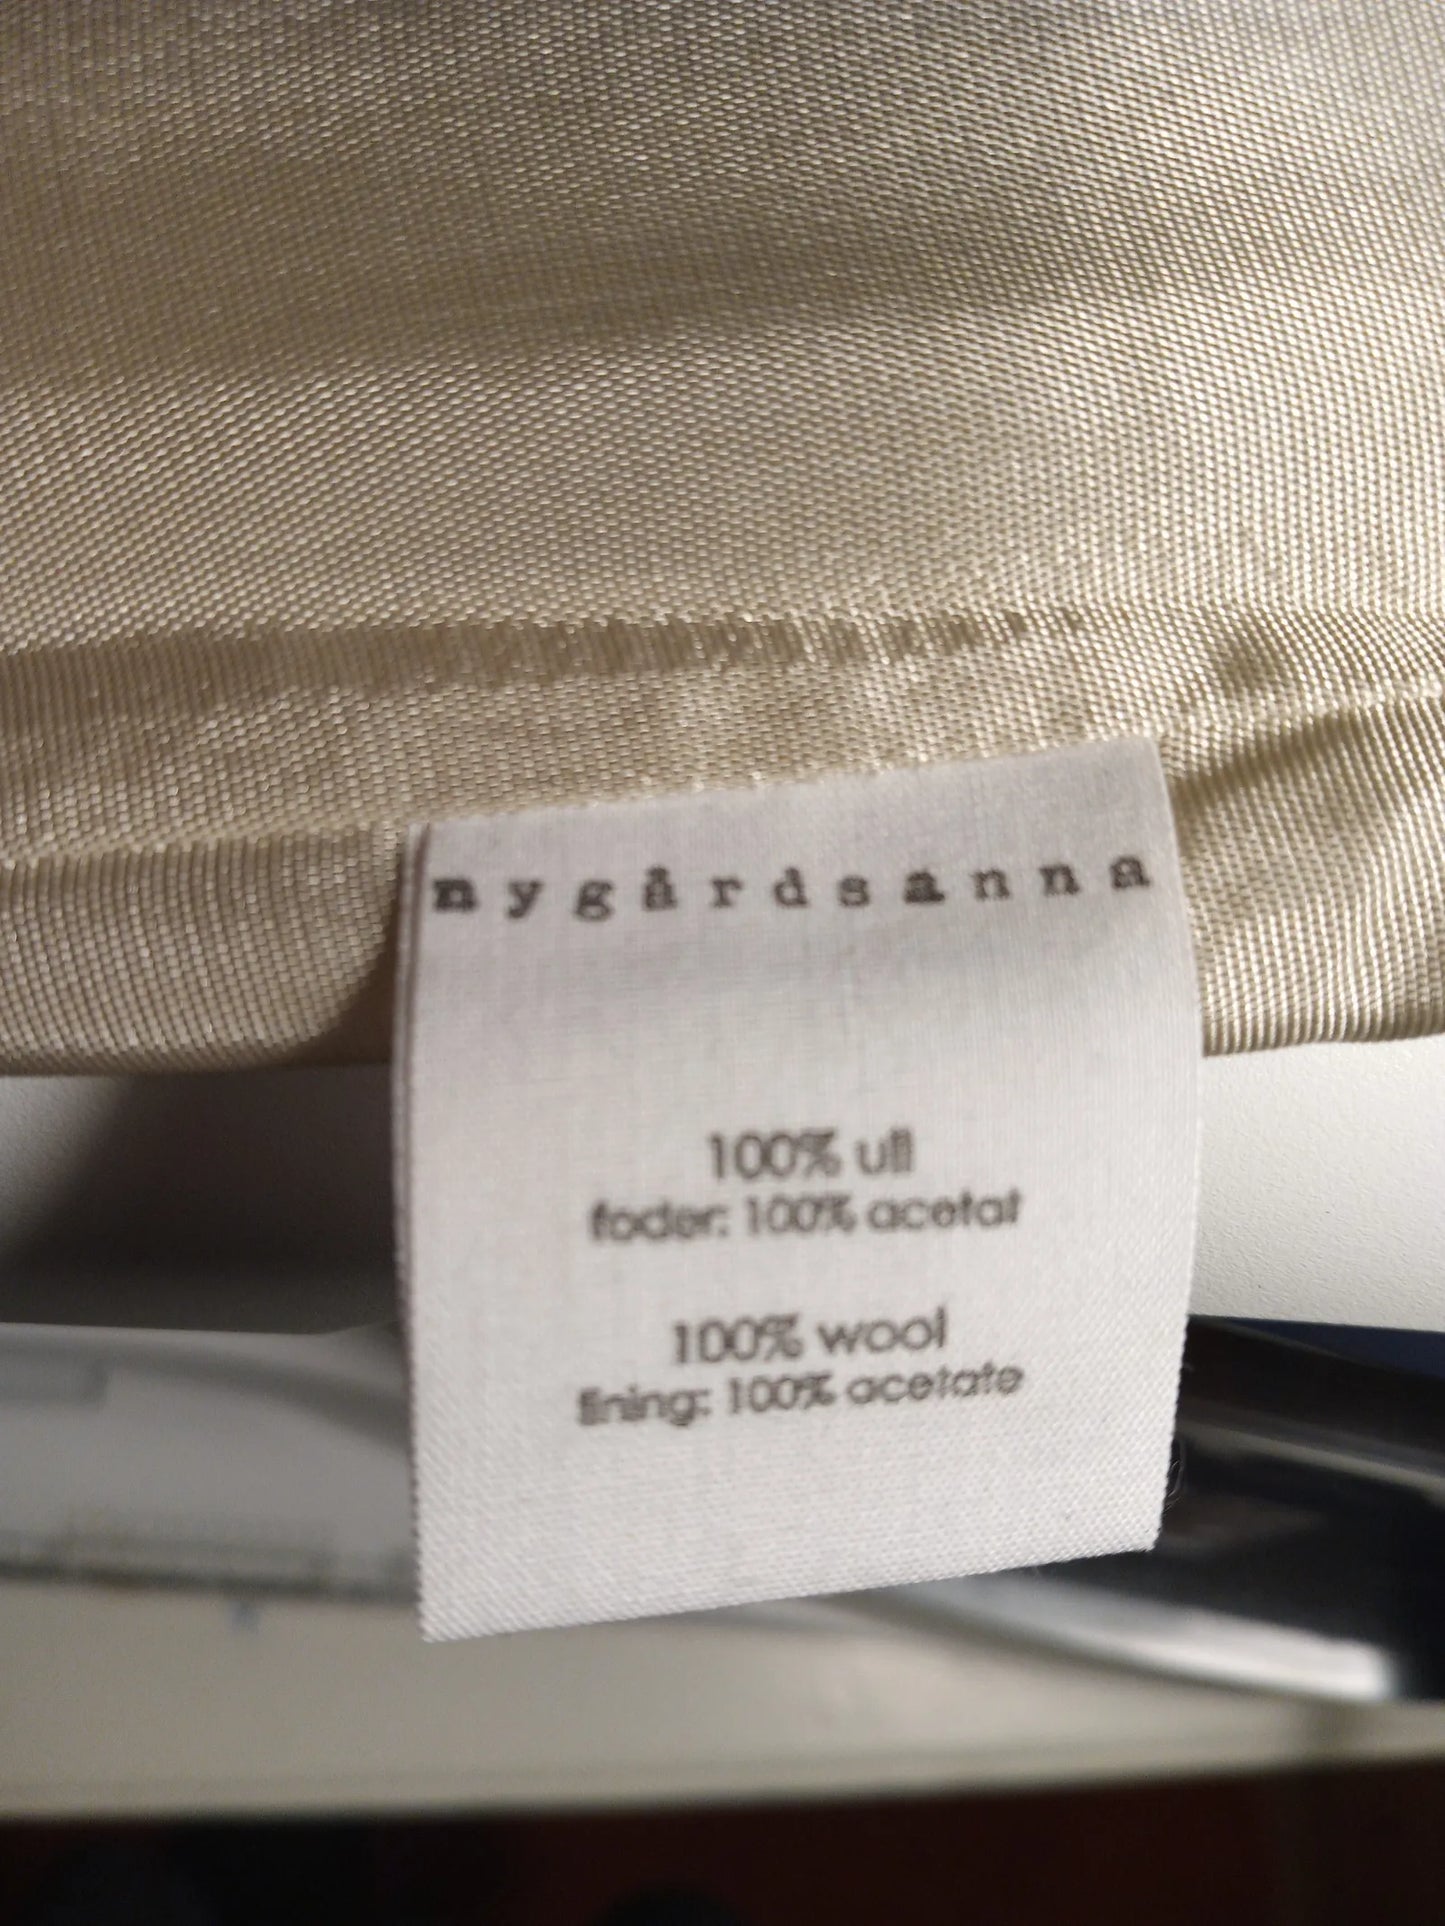 nygårdsanna
100% ull
foder: 100% acetat
100% wool
lining: 100% acetate